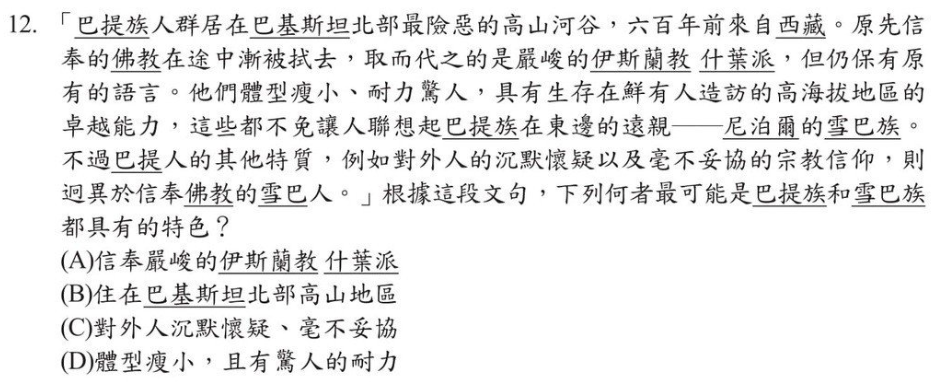 12. 「巴提族人群居在巴基斯坦北部最險惡的高山河谷，六百年前來自西藏。原先信
奉的佛教在途中漸被拭去，取而代之的是嚴峻的伊斯蘭教 什葉派，但仍保有原
有的語言。他們體型瘦小、耐力驚人，具有生存在鮮有人造訪的高海拔地區的
卓越能力，這些都不免讓人聯想起巴提族在東邊的遠親——尼泊爾的雪巴族。
不過巴提人的其他特質，例如對外人的沉默懷疑以及毫不妥協的宗教信仰，則
迥異於信奉佛教的雪巴人。」根據這段文句，下列何者最可能是巴提族和雪巴族
都具有的特色？
(A)信奉嚴峻的伊斯蘭教 什葉派
(B)住在巴基斯坦北部高山地區
(C)對外人沉默懷疑、毫不妥協
(D)體型瘦小，且有驚人的耐力